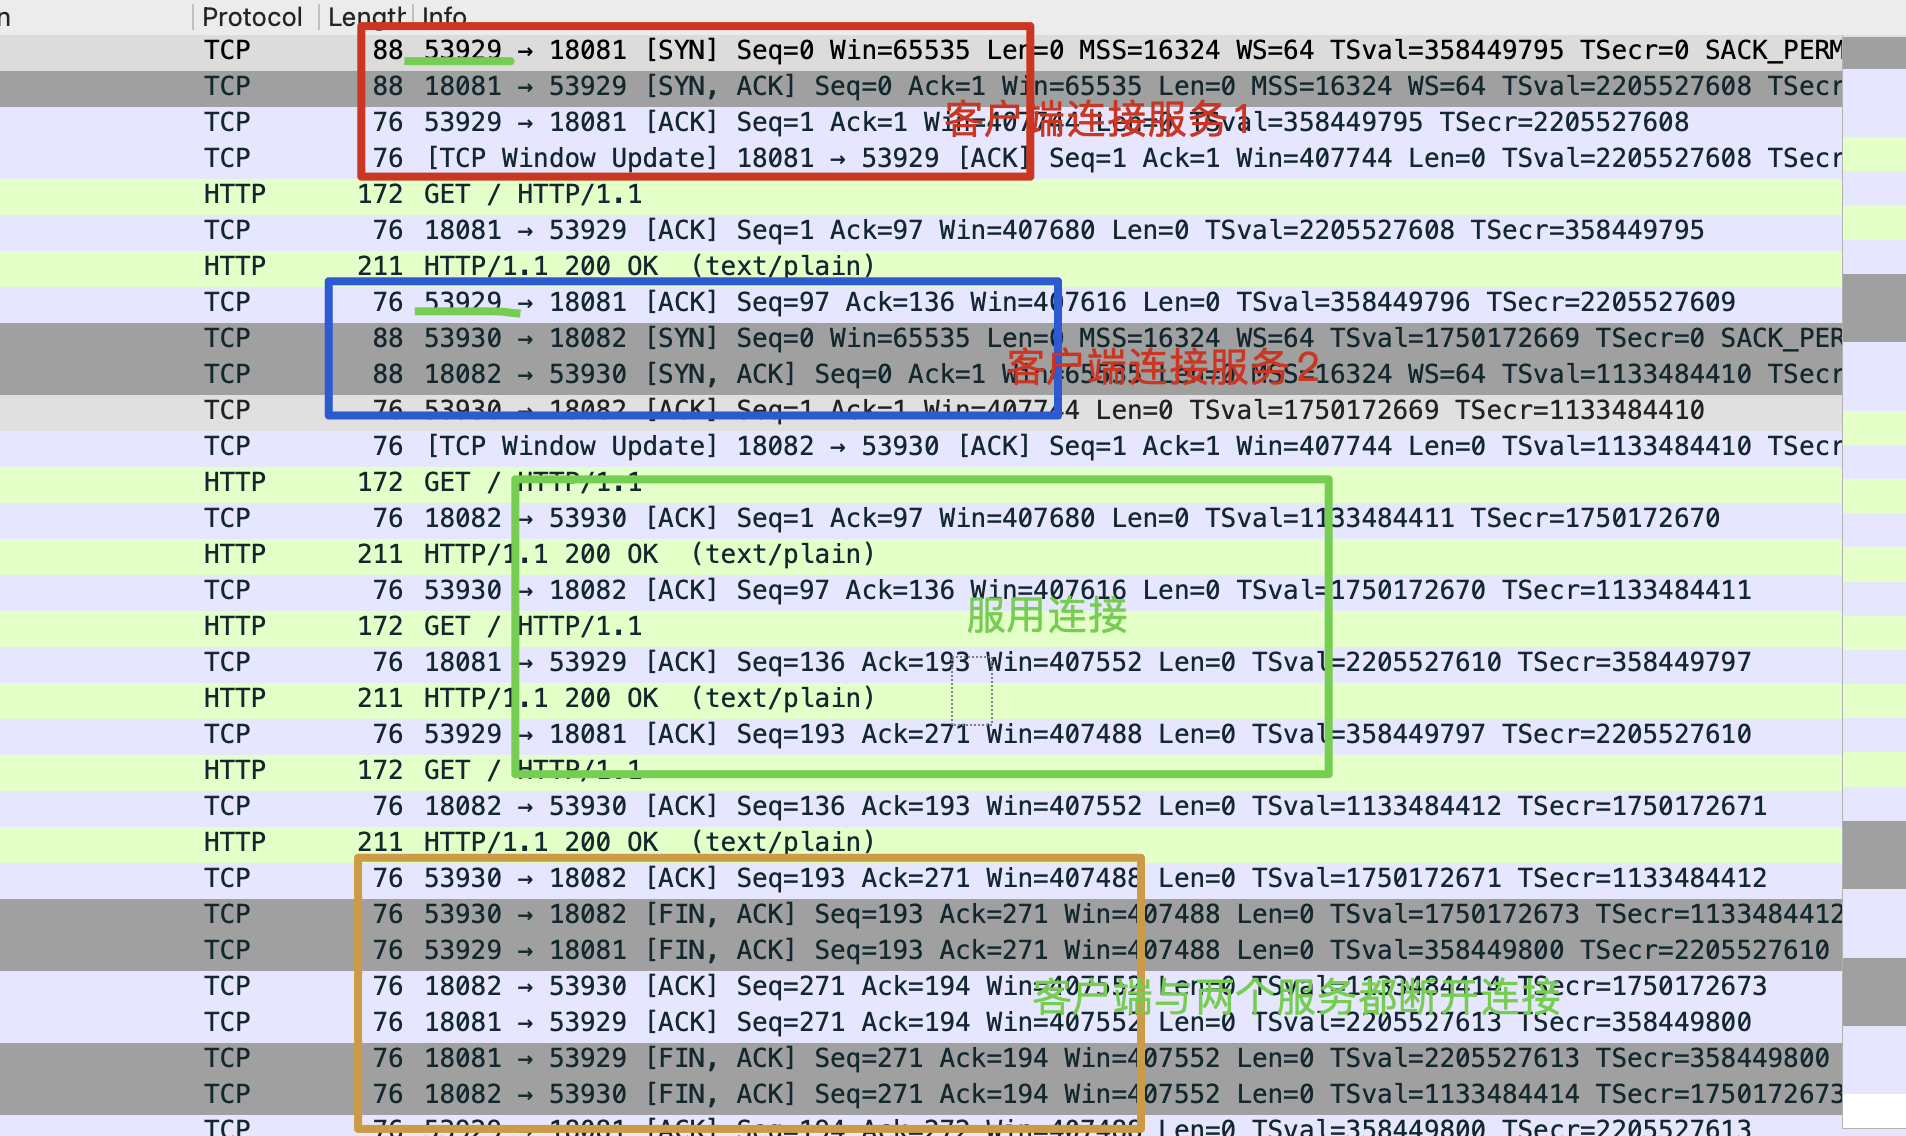 n Protocol Length Info
TCP 88 53929 → 18081 [SYN] Seq=0 Win=65535 Len=0 MSS=16324 WS=64 TSval=358449795 TSecr=0 SACK_PERM
TCP 88 18081 → 53929 [SYN, ACK] Seq=0 Ack=1 Win=65535 Len=0 MSS=16324 WS=64 TSval=2205527608 TSecr
客户端连接服务1
TCP 76 53929 → 18081 [ACK] Seq=1 Ack=1 Win=407744 Len=0 TSval=358449795 TSecr=2205527608
TCP 76 [TCP Window Update] 18081 → 53929 [ACK] Seq=1 Ack=1 Win=407744 Len=0 TSval=2205527608 TSecr
HTTP 172 GET / HTTP/1.1
TCP 76 18081 → 53929 [ACK] Seq=1 Ack=97 Win=407680 Len=0 TSval=2205527608 TSecr=358449795
HTTP 211 HTTP/1.1 200 OK (text/plain)
TCP 76 53929 → 18081 [ACK] Seq=97 Ack=136 Win=407616 Len=0 TSval=358449796 TSecr=2205527609
TCP 88 53930 → 18082 [SYN] Seq=0 Win=65535 Len=0 MSS=16324 WS=64 TSval=1750172669 TSecr=0 SACK_PER
客户端连接服务2
TCP 88 18082 → 53930 [SYN, ACK] Seq=0 Ack=1 Win=65535 Len=0 MSS=16324 WS=64 TSval=1133484410 TSecr
TCP 76 53930 → 18082 [ACK] Seq=1 Ack=1 Win=407744 Len=0 TSval=1750172669 TSecr=1133484410
TCP 76 [TCP Window Update] 18082 → 53930 [ACK] Seq=1 Ack=1 Win=407744 Len=0 TSval=1133484410 TSecr
HTTP 172 GET / HTTP/1.1
TCP 76 18082 → 53930 [ACK] Seq=1 Ack=97 Win=407680 Len=0 TSval=1133484411 TSecr=1750172670
HTTP 211 HTTP/1.1 200 OK (text/plain)
TCP 76 53930 → 18082 [ACK] Seq=97 Ack=136 Win=407616 Len=0 TSval=1750172670 TSecr=1133484411
服用连接
HTTP 172 GET / HTTP/1.1
TCP 76 18081 → 53929 [ACK] Seq=136 Ack=193 Win=407552 Len=0 TSval=2205527610 TSecr=358449797
HTTP 211 HTTP/1.1 200 OK (text/plain)
TCP 76 53929 → 18081 [ACK] Seq=193 Ack=271 Win=407488 Len=0 TSval=358449797 TSecr=2205527610
HTTP 172 GET / HTTP/1.1
TCP 76 18082 → 53930 [ACK] Seq=136 Ack=193 Win=407552 Len=0 TSval=1133484412 TSecr=1750172671
HTTP 211 HTTP/1.1 200 OK (text/plain)
TCP 76 53930 → 18082 [ACK] Seq=193 Ack=271 Win=407488 Len=0 TSval=1750172671 TSecr=1133484412
TCP 76 53930 → 18082 [FIN, ACK] Seq=193 Ack=271 Win=407488 Len=0 TSval=1750172673 TSecr=1133484412
TCP 76 53929 → 18081 [FIN, ACK] Seq=193 Ack=271 Win=407488 Len=0 TSval=358449800 TSecr=2205527610
TCP 76 18082 → 53930 [ACK] Seq=271 Ack=194 Win=407552 Len=0 TSval=1133484414 TSecr=1750172673
客户端与两个服务都断开连接
TCP 76 18081 → 53929 [ACK] Seq=271 Ack=194 Win=407552 Len=0 TSval=2205527613 TSecr=358449800
TCP 76 18081 → 53929 [FIN, ACK] Seq=271 Ack=194 Win=407552 Len=0 TSval=2205527613 TSecr=358449800
TCP 76 18082 → 53930 [FIN, ACK] Seq=271 Ack=194 Win=407552 Len=0 TSval=1133484414 TSecr=1750172673
TCP 76 53929 → 18081 [ACK] Seq=194 Ack=272 Win=407488 Len=0 TSval=358449800 TSecr=2205527613